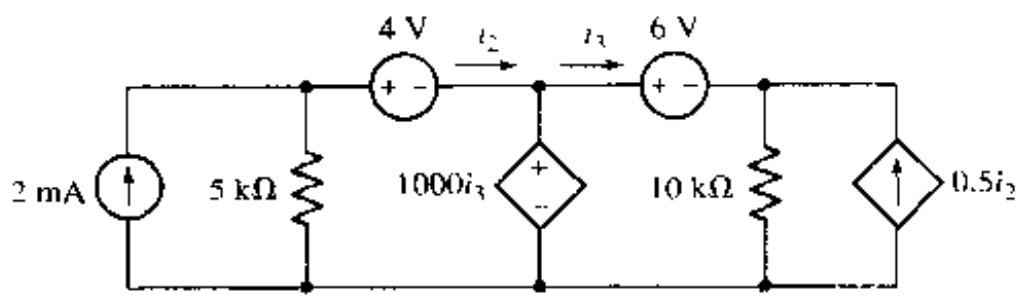 4 V
i₂
i₃
6 V
+ −
+ −
2 mA
5 kΩ
1000i₃
+
−
10 kΩ
0.5i₂